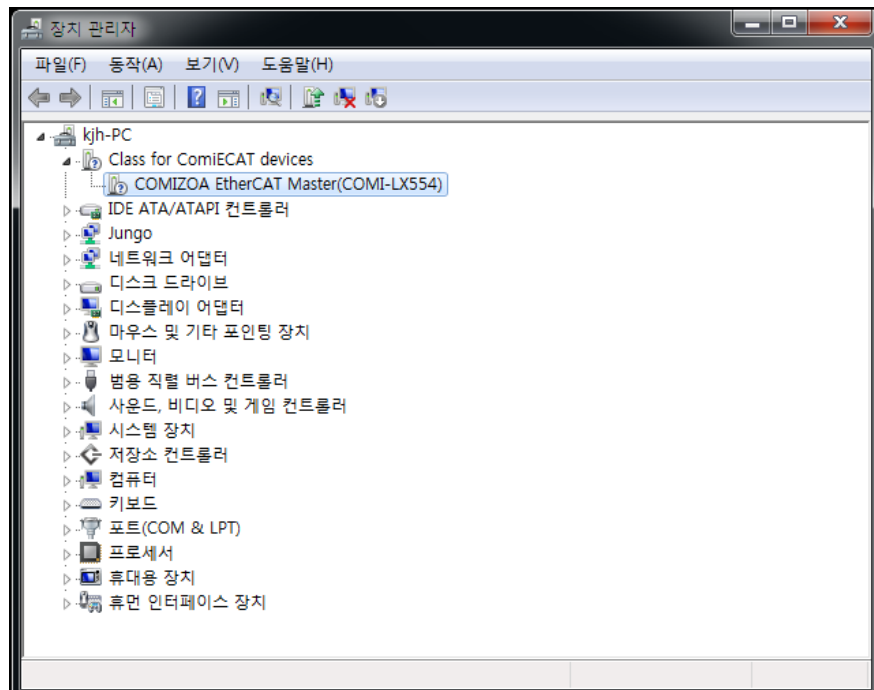 장치 관리자
파일(F) 동작(A) 보기(V) 도움말(H)
kjh-PC
Class for ComiECAT devices
COMIZOA EtherCAT Master(COMI-LX554)
IDE ATA/ATAPI 컨트롤러
Jungo
네트워크 어댑터
디스크 드라이브
디스플레이 어댑터
마우스 및 기타 포인팅 장치
모니터
범용 직렬 버스 컨트롤러
사운드, 비디오 및 게임 컨트롤러
시스템 장치
저장소 컨트롤러
컴퓨터
키보드
포트(COM & LPT)
프로세서
휴대용 장치
휴먼 인터페이스 장치